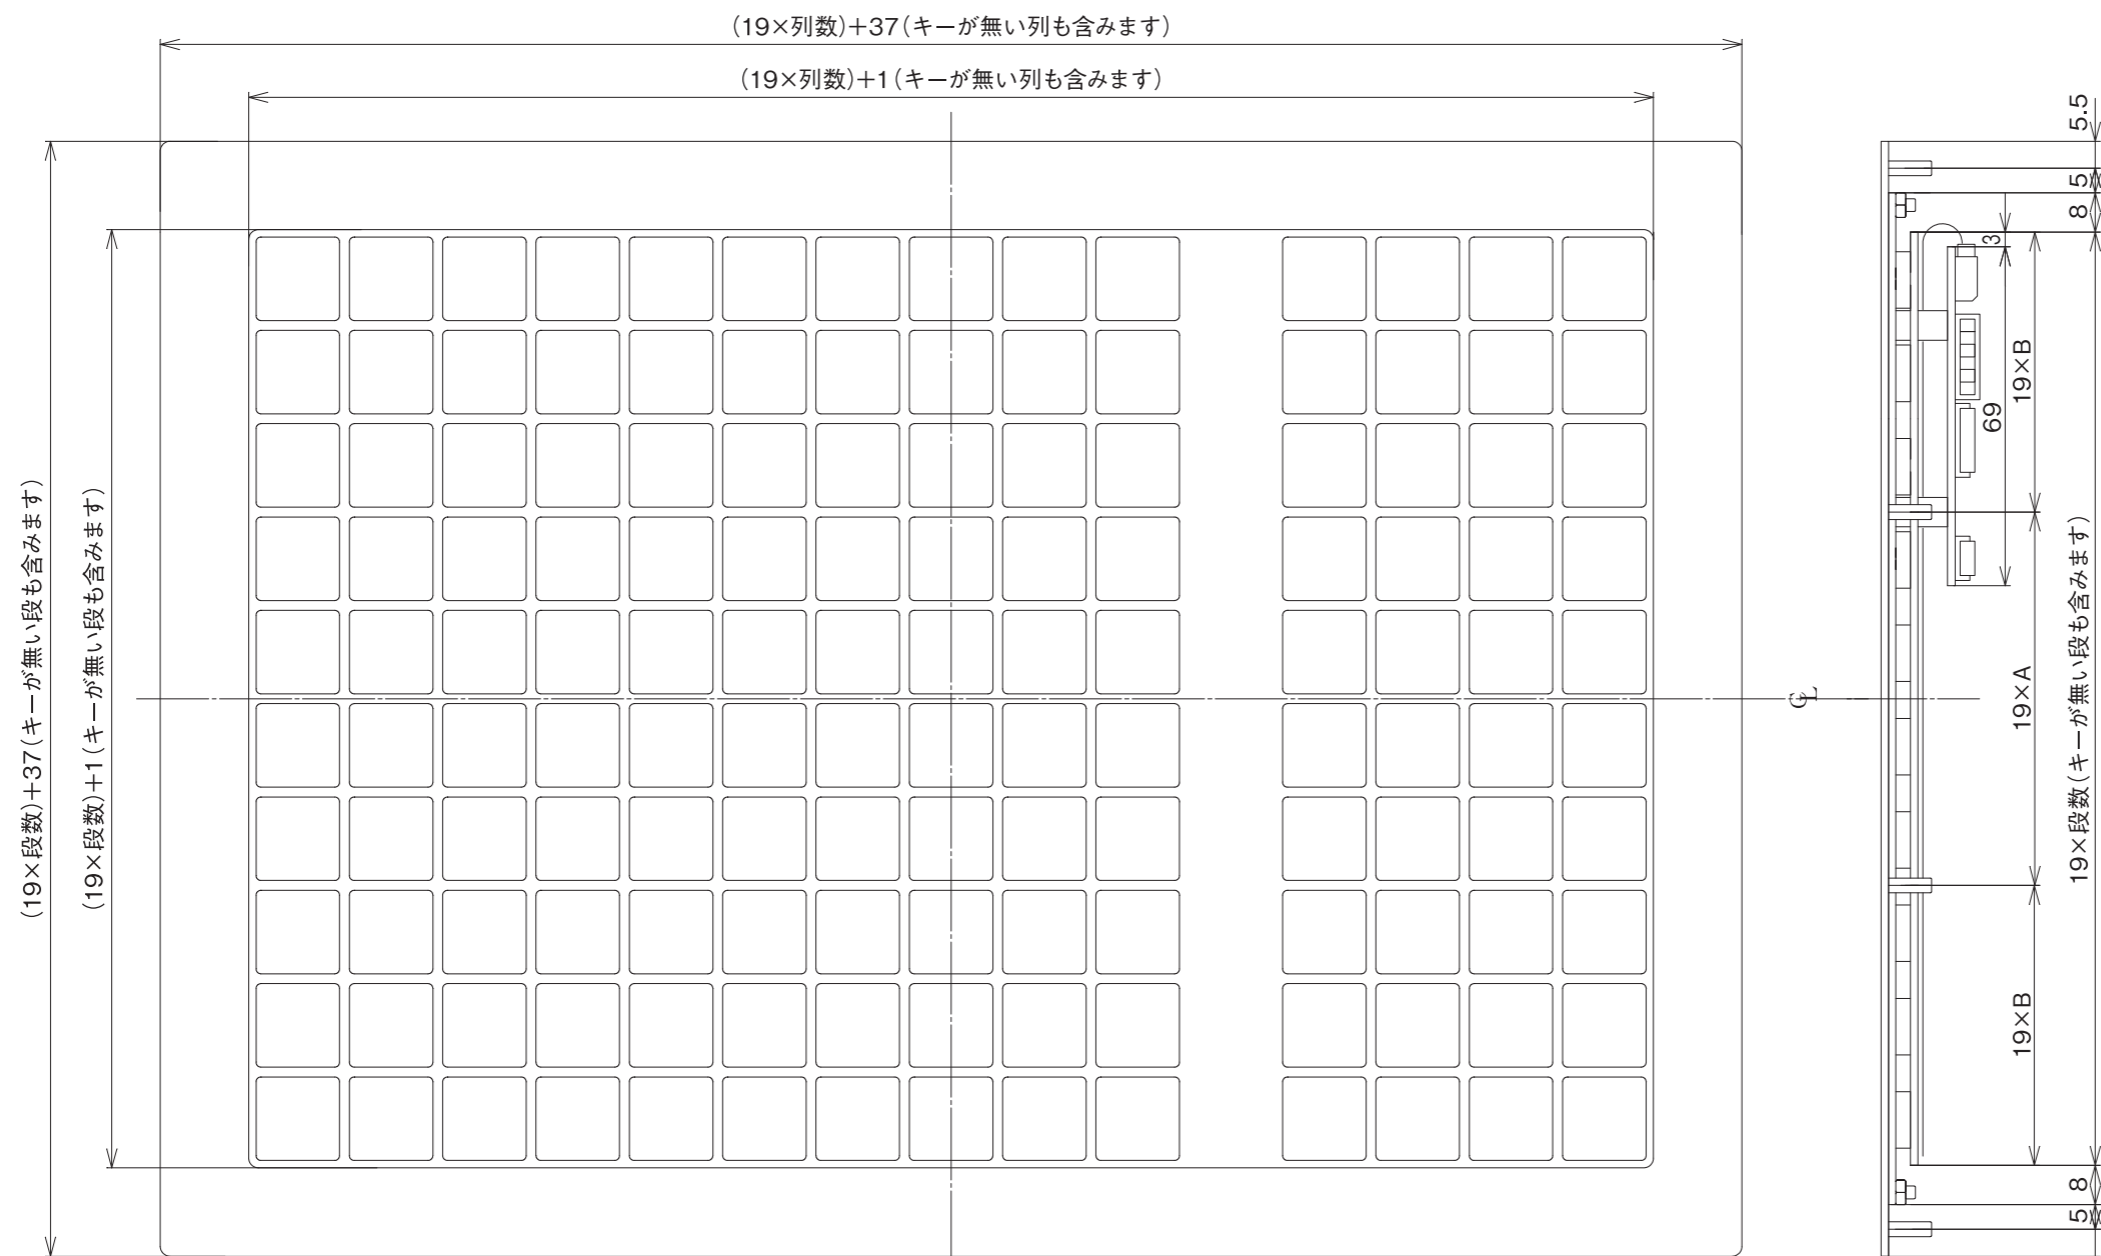 (19×列数)+37(キーが無い列も含みます)
(19×列数)+1(キーが無い列も含みます)
(19×段数)+37(キーが無い段も含みます)
(19×段数)+1(キーが無い段も含みます)
CL
5.5
5
8
3
69
19×B
19×A
19×B
19×段数(キーが無い段も含みます)
8
5